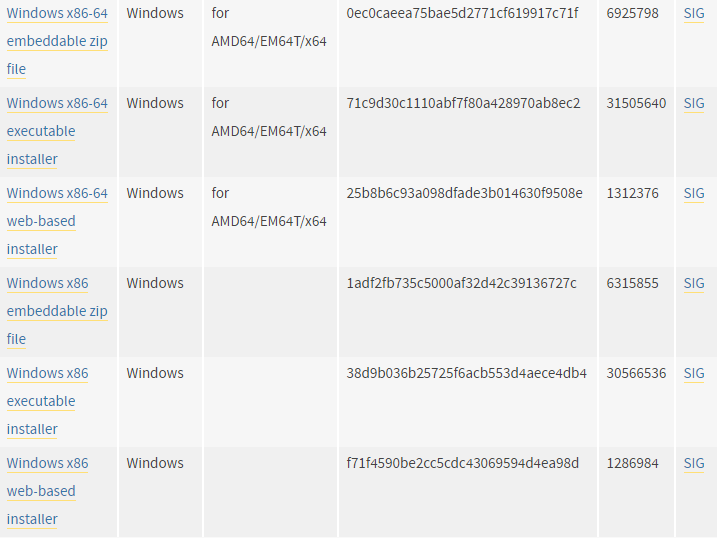 Windows x86-64 Windows for 0ec0caeea75bae5d2771cf619917c71f 6925798 SIG
embeddable zip AMD64/EM64T/x64
file
Windows x86-64 Windows for 71c9d30c1110abf7f80a428970ab8ec2 31505640 SIG
executable AMD64/EM64T/x64
installer
Windows x86-64 Windows for 25b8b6c93a098dfade3b014630f9508e 1312376 SIG
web-based AMD64/EM64T/x64
installer
Windows x86 Windows 1adf2fb735c5000af32d42c39136727c 6315855 SIG
embeddable zip
file
Windows x86 Windows 38d9b036b25725f6acb553d4aece4db4 30566536 SIG
executable
installer
Windows x86 Windows f71f4590be2cc5cdc43069594d4ea98d 1286984 SIG
web-based
installer